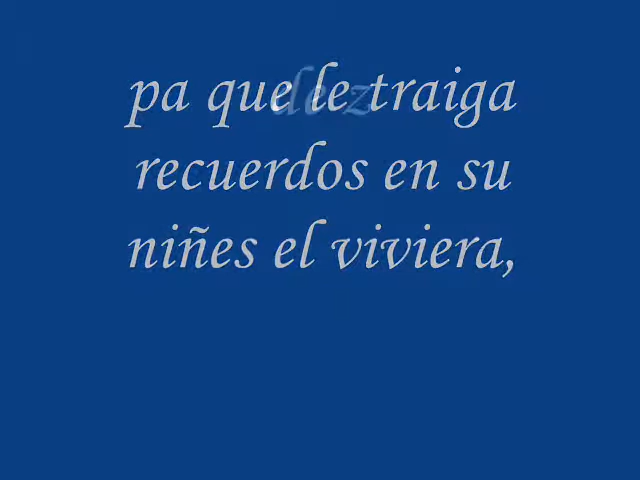 pa que le traiga
recuerdos en su
niñes el viviera,